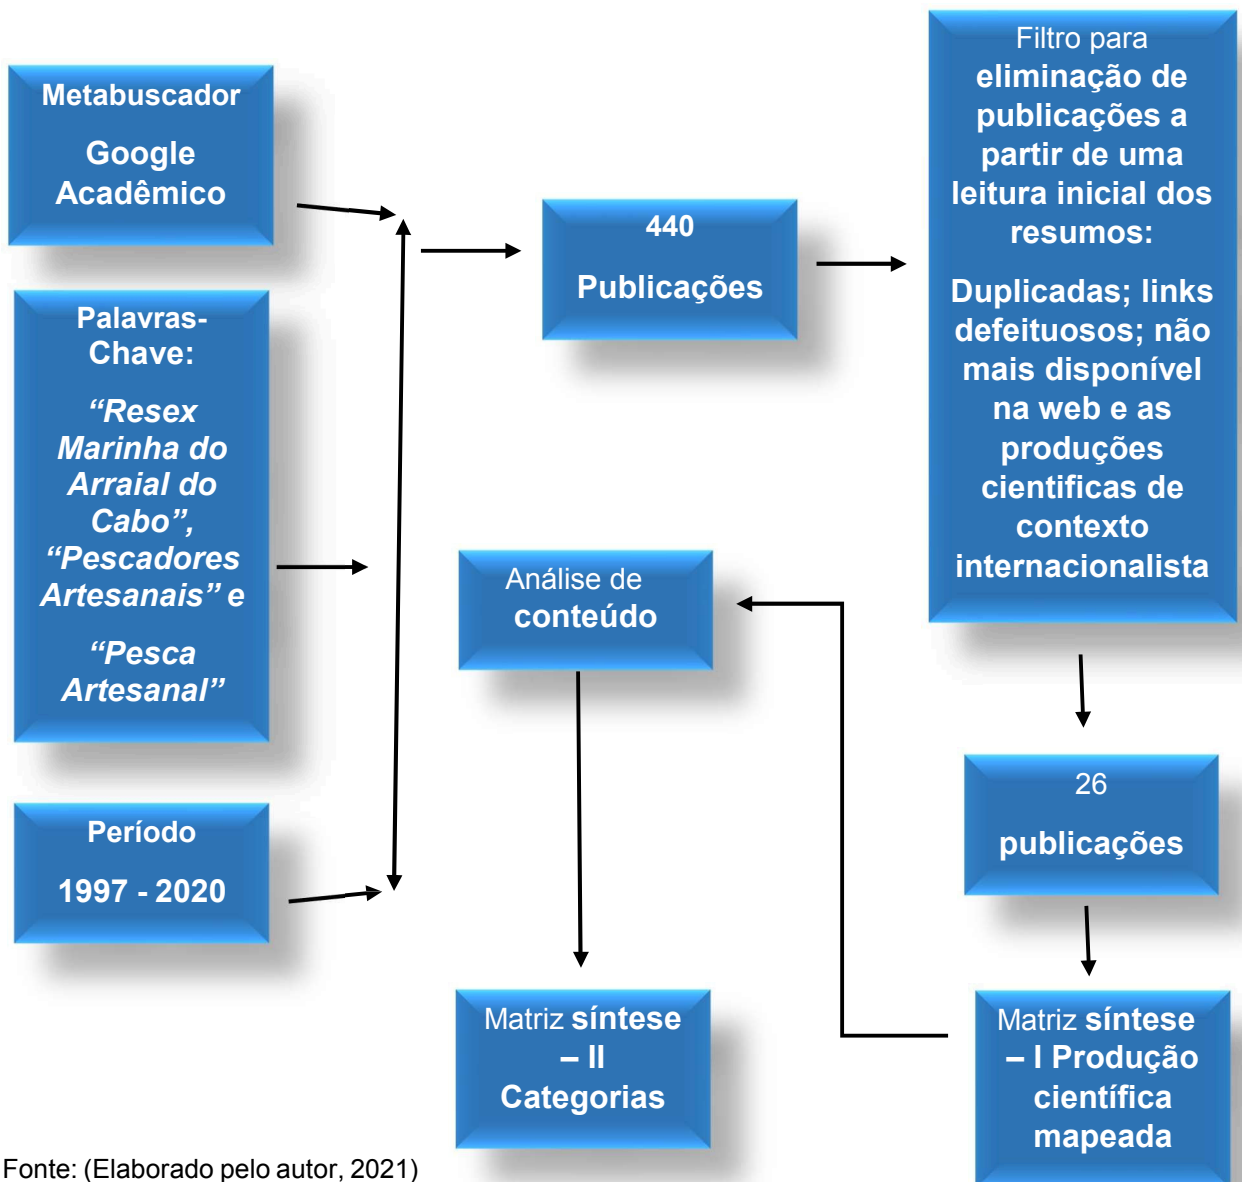 Metabuscador
Google
Acadêmico
Palavras-
Chave:
“Resex
Marinha do
Arraial do
Cabo”,
“Pescadores
Artesanais” e
“Pesca
Artesanal”
Período
1997 - 2020
440
Publicações
Filtro para
eliminação de
publicações a
partir de uma
leitura inicial dos
resumos:
Duplicadas; links
defeituosos; não
mais disponível
na web e as
produções
cientificas de
contexto
internacionalista
26
publicações
Matriz síntese
– I Produção
científica
mapeada
Análise de
conteúdo
Matriz síntese
– II
Categorias
Fonte: (Elaborado pelo autor, 2021)